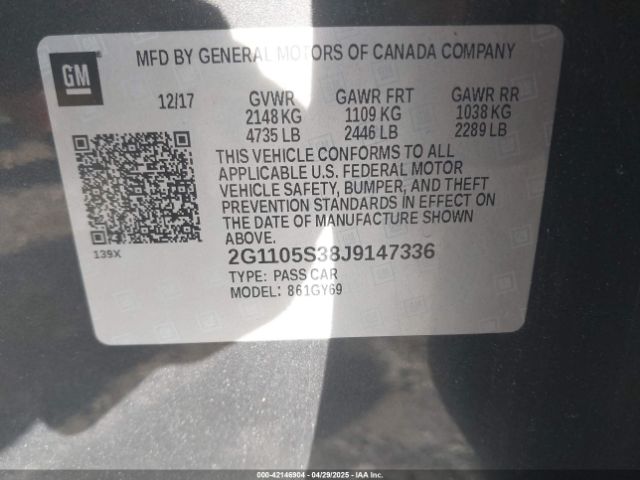 GM
MFD BY GENERAL MOTORS OF CANADA COMPANY
12/17 GVWR GAWR FRT GAWR RR
2148 KG 1109 KG 1038 KG
4735 LB 2446 LB 2289 LB
THIS VEHICLE CONFORMS TO ALL
APPLICABLE U.S. FEDERAL MOTOR
VEHICLE SAFETY, BUMPER, AND THEFT
PREVENTION STANDARDS IN EFFECT ON
THE DATE OF MANUFACTURE SHOWN
ABOVE.
139X
2G1105S38J9147336
TYPE: PASS CAR
MODEL: 861GY69
000-42146904 - 04/29/2025 - IAAI CORP